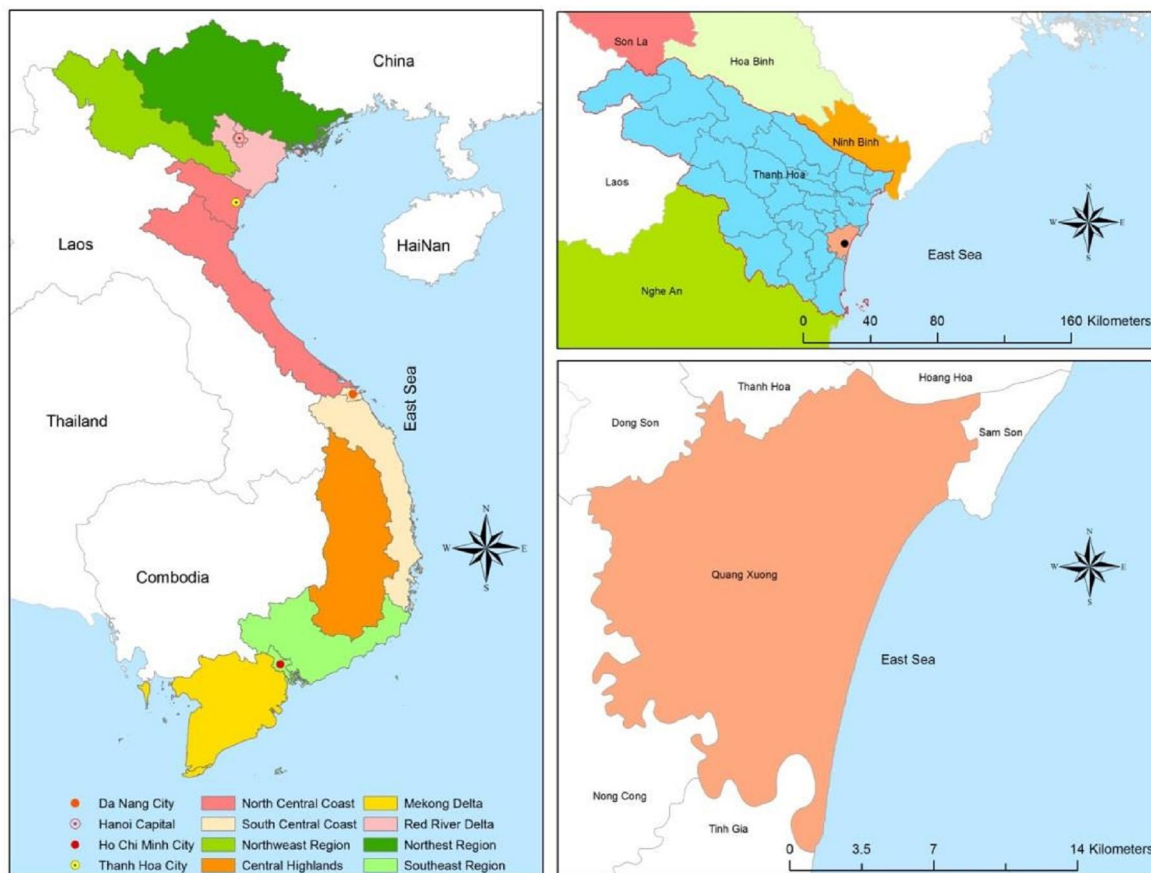 China
Laos
HaiNan
Thailand
East Sea
Combodia
N
W E
S
Da Nang City
Hanoi Capital
Ho Chi Minh City
Thanh Hoa City
North Central Coast
South Central Coast
Northweast Region
Central Highlands
Mekong Delta
Red River Delta
Northest Region
Southeast Region
Son La
Hoa Binh
Ninh Binh
Thanh Hoa
Laos
Nghe An
East Sea
N
W E
S
0 40 80 160 Kilometers
Thanh Hoa
Hoang Hoa
Dong Son
Sam Son
Quang Xuong
N
W E
S
East Sea
Nong Cong
Tinh Gia
0 3.5 7 14 Kilometers